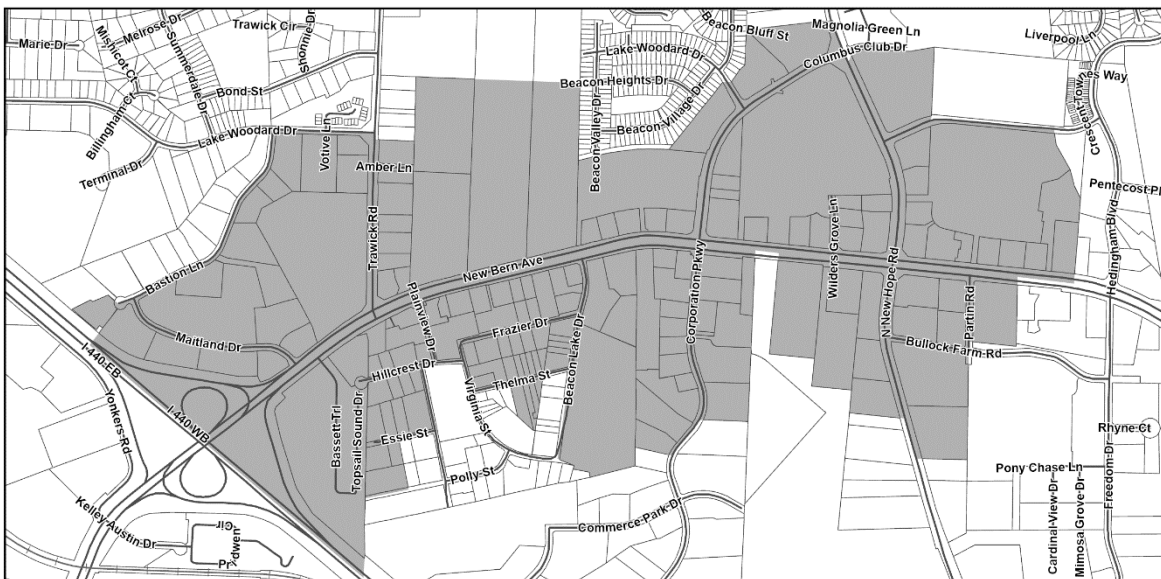 Marie Dr
Melrose Dr
Mishicot Ct
Summerdale Dr
Trawick Cir
Shonnie Dr
Bond St
Billingham Ct
Lake Woodard Dr
Terminal Dr
Votive Ln
Amber Ln
Trawick Rd
Bastion Ln
Maitland Dr
I-440 EB
I-440 WB
Yonkers Rd
Kelley Austin Dr
New Bern Ave
Plainview Dr
Hillcrest Dr
Frazier Dr
Thelma St
Virginia St
Beacon Lake Dr
Bassett Trl
Topsail Sound Dr
Essie St
Polly St
Beacon Bluff St
Lake Woodard Dr
Beacon Heights Dr
Beacon Valley Dr
Beacon Village Dr
Magnolia Green Ln
Columbus Club Dr
Corporation Pkwy
Wilders Grove Ln
N New Hope Rd
Partin Rd
Bullock Farm Rd
Commerce Park Dr
Liverpool Ln
Crescent Townes Way
Pentecost Pl
Hedingham Blvd
Rhyne Ct
Pony Chase Ln
Cardinal View Dr
Mimosa Grove Dr
Freedom Dr